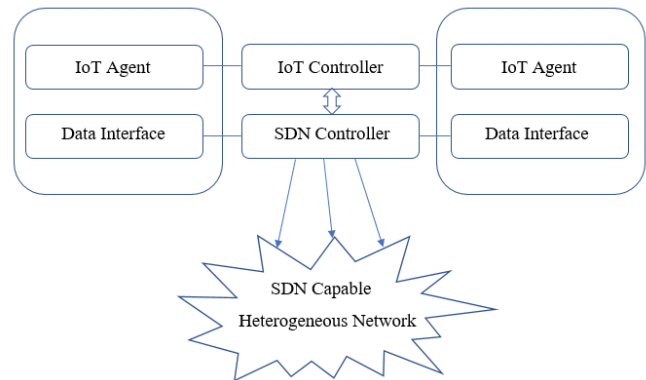 IoT Agent
IoT Controller
IoT Agent
Data Interface
SDN Controller
Data Interface
SDN Capable
Heterogeneous Network